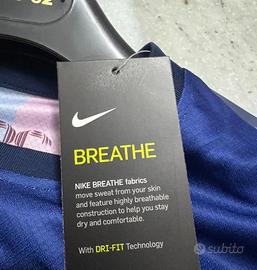 BREATHE
NIKE BREATHE fabrics
move sweat from your skin
and feature highly breathable
construction to help you stay
dry and comfortable.
With DRI-FIT Technology
subito